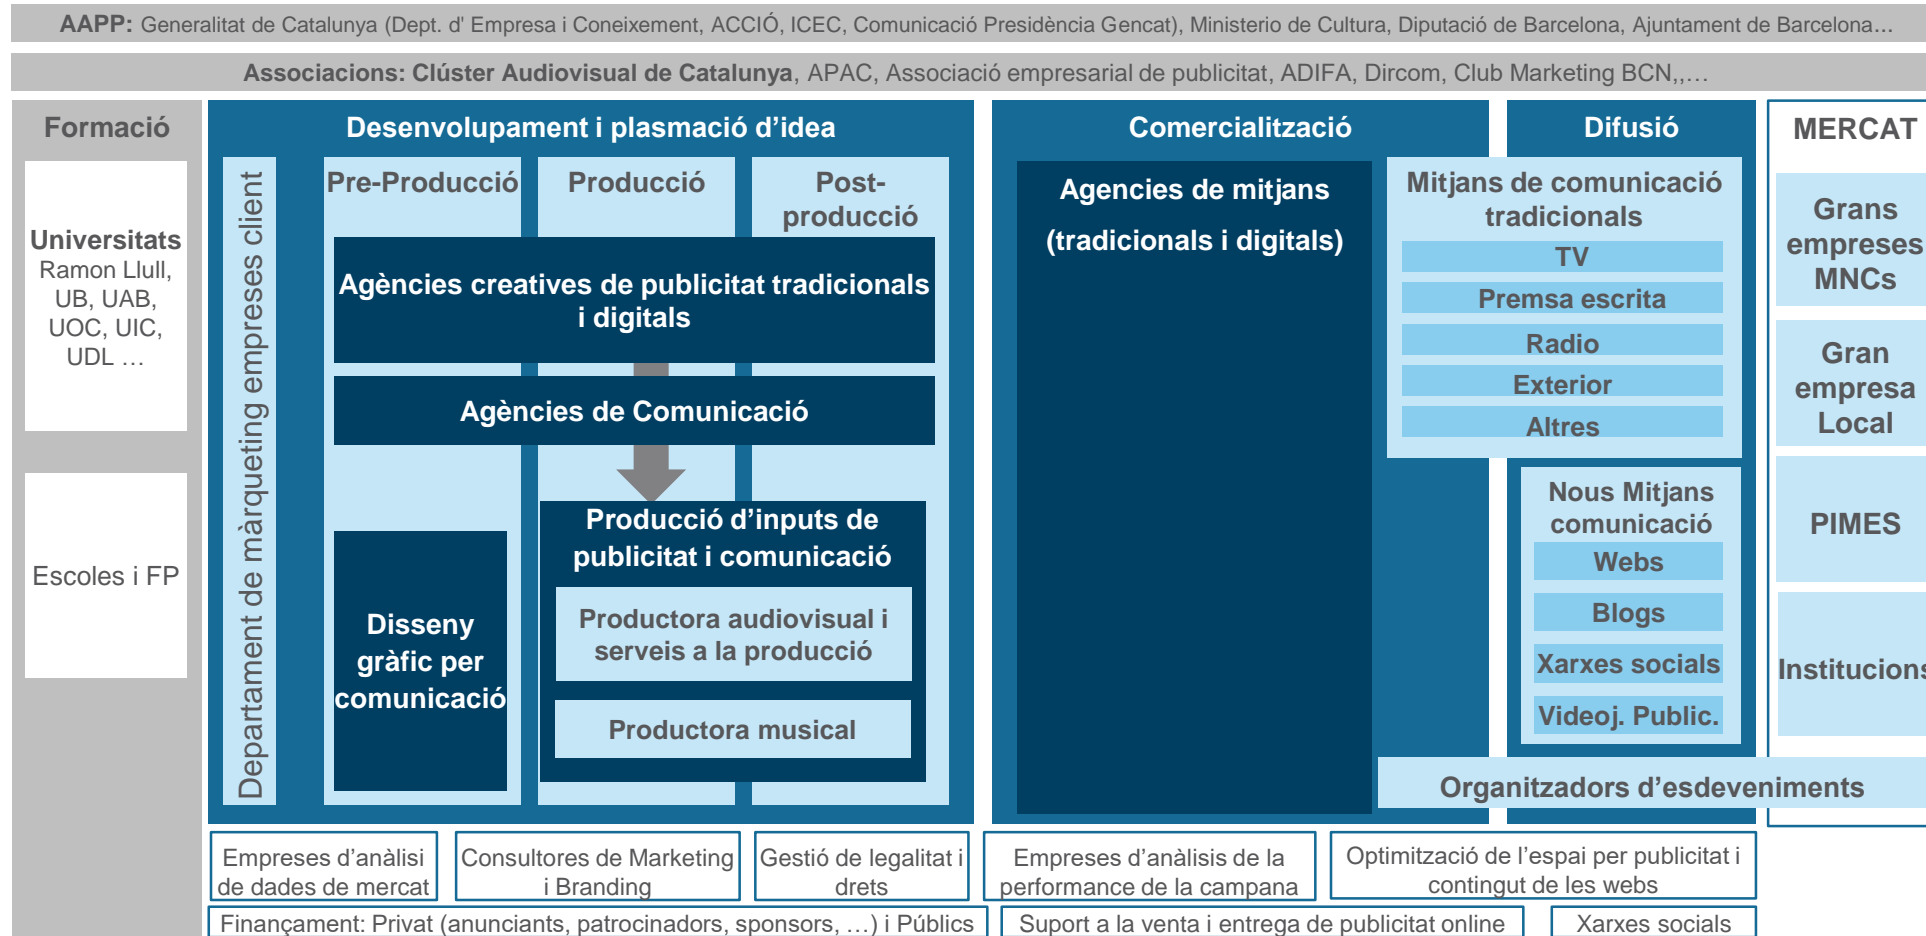 AAPP: Generalitat de Catalunya (Dept. d' Empresa i Coneixement, ACCIÓ, ICEC, Comunicació Presidència Gencat), Ministerio de Cultura, Diputació de Barcelona, Ajuntament de Barcelona…
Associacions: Clúster Audiovisual de Catalunya, APAC, Associació empresarial de publicitat, ADIFA, Dircom, Club Marketing BCN,,…
Formació
Universitats
Ramon Llull,
UB, UAB,
UOC, UIC,
UDL …
Escoles i FP
Desenvolupament i plasmació d’idea
Departament de màrqueting empreses client
Pre-Producció
Producció
Post-
producció
Agències creatives de publicitat tradicionals
i digitals
Agències de Comunicació
Disseny
gràfic per
comunicació
Producció d’inputs de
publicitat i comunicació
Productora audiovisual i
serveis a la producció
Productora musical
Comercialització
Agencies de mitjans
(tradicionals i digitals)
Difusió
Mitjans de comunicació
tradicionals
TV
Premsa escrita
Radio
Exterior
Altres
Nous Mitjans
comunicació
Webs
Blogs
Xarxes socials
Videoj. Public.
Organitzadors d’esdeveniments
MERCAT
Grans
empreses
MNCs
Gran
empresa
Local
PIMES
Institucions
Empreses d’anàlisi
de dades de mercat
Consultores de Marketing
i Branding
Gestió de legalitat i
drets
Empreses d’anàlisis de la
performance de la campana
Optimització de l’espai per publicitat i
contingut de les webs
Finançament: Privat (anunciants, patrocinadors, sponsors, …) i Públics
Suport a la venta i entrega de publicitat online
Xarxes socials